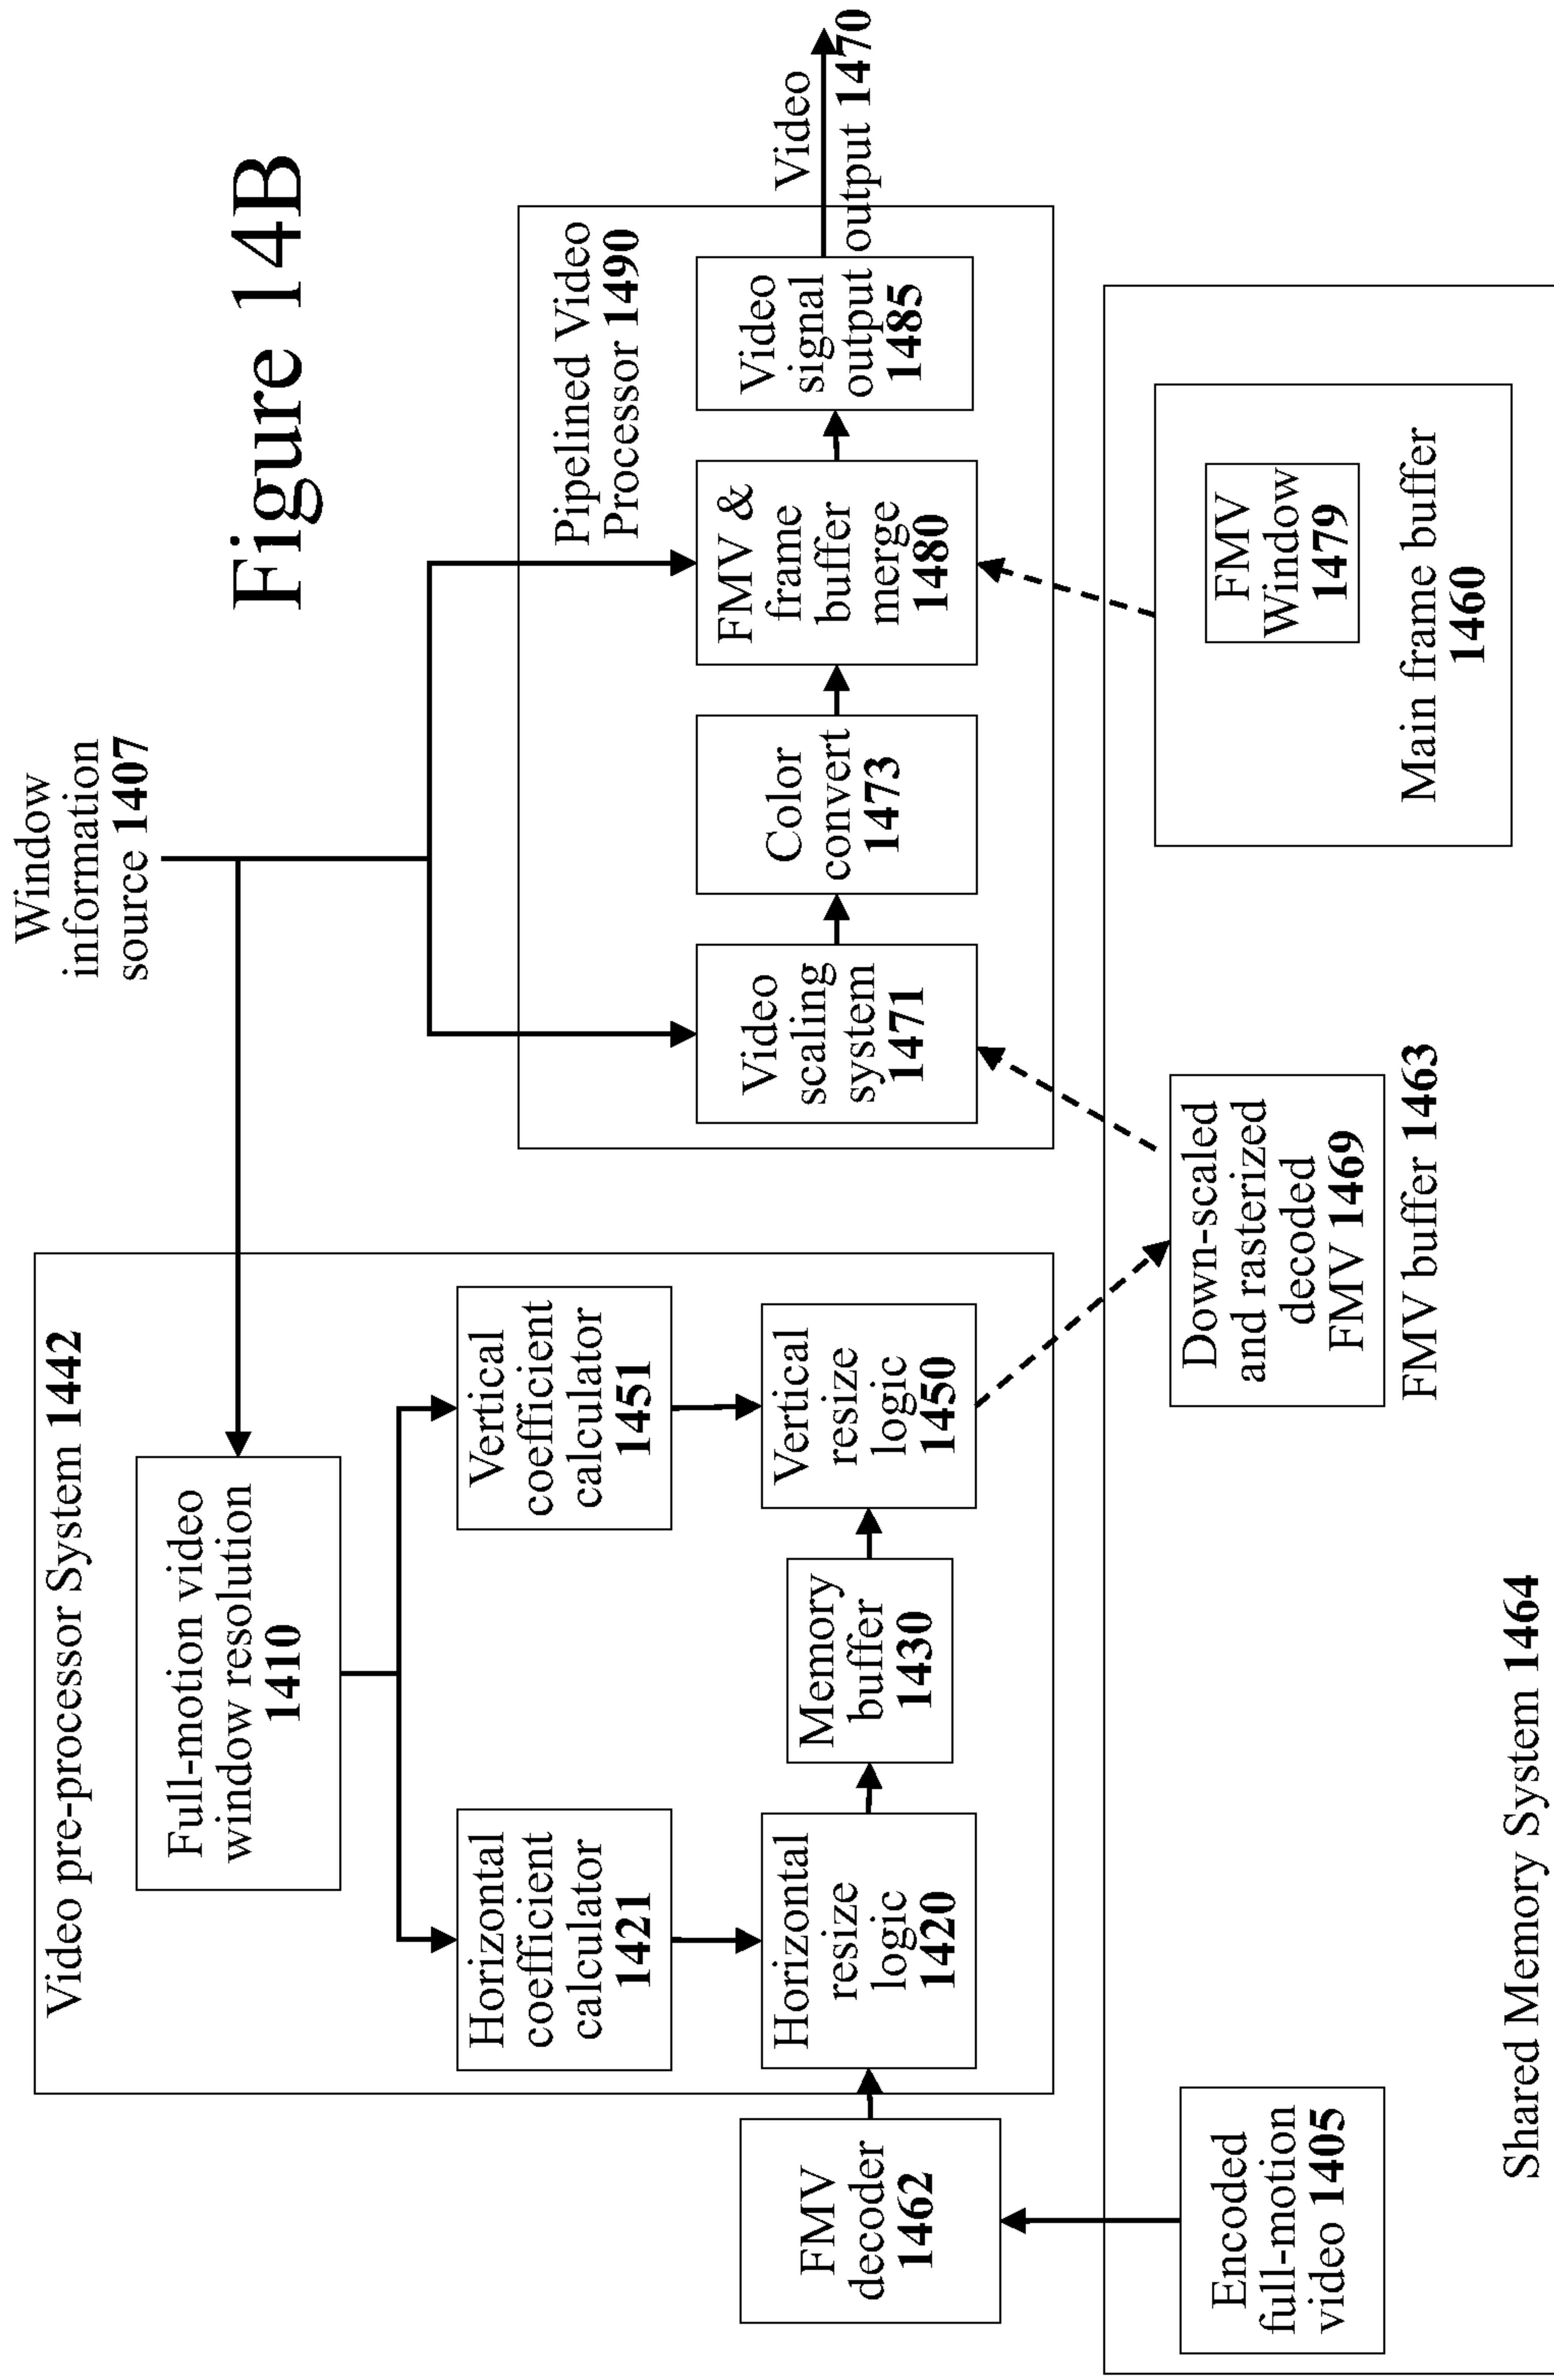 Figure 14B
Window
information
source 1407
Video pre-processor System 1442
Full-motion video
window resolution
1410
Horizontal
coefficient
calculator
1421
Vertical
coefficient
calculator
1451
Horizontal
resize
logic
1420
Memory
buffer
1430
Vertical
resize
logic
1450
FMV
decoder
1462
Pipelined Video
Processor 1490
Video
scaling
system
1471
Color
convert
1473
FMV &
frame
buffer
merge
1480
Video
signal
output
1485
Video
output 1470
Encoded
full-motion
video 1405
Down-scaled
and rasterized
decoded
FMV 1469
FMV buffer 1463
FMV
Window
1479
Main frame buffer
1460
Shared Memory System 1464